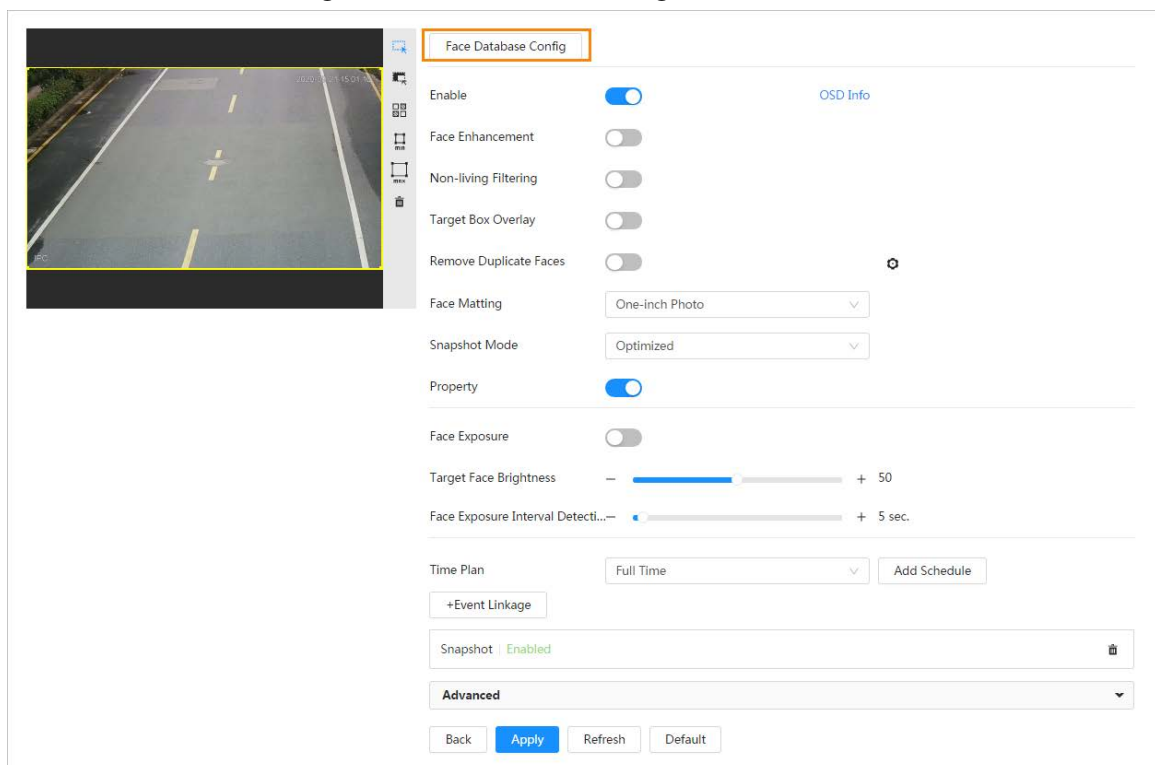 Face Database Config
Enable
OSD Info
Face Enhancement
min
Non-living Filtering
max
Target Box Overlay
Remove Duplicate Faces
IPC
Face Matting
One-inch Photo
Snapshot Mode
Optimized
Property
Face Exposure
Target Face Brightness
− + 50
Face Exposure Interval Detecti...− + 5 sec.
Time Plan
Full Time
Add Schedule
+Event Linkage
Snapshot | Enabled
Advanced
Back
Apply
Refresh
Default